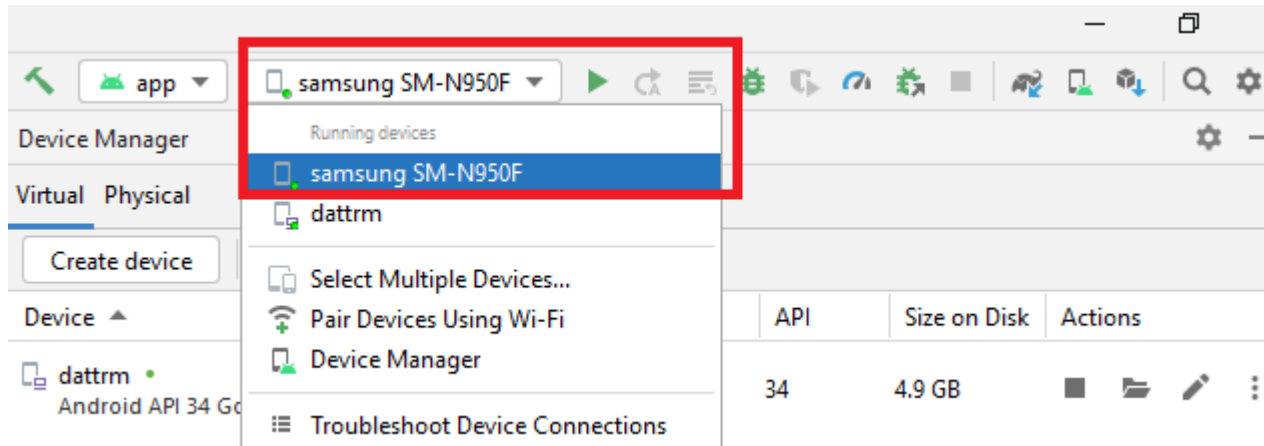 app
samsung SM-N950F
Device Manager
Running devices
samsung SM-N950F
Virtual Physical
dattrm
Create device
Select Multiple Devices...
Pair Devices Using Wi-Fi
Device Manager
Troubleshoot Device Connections
Device API Size on Disk Actions
dattrm 34 4.9 GB
Android API 34 Go